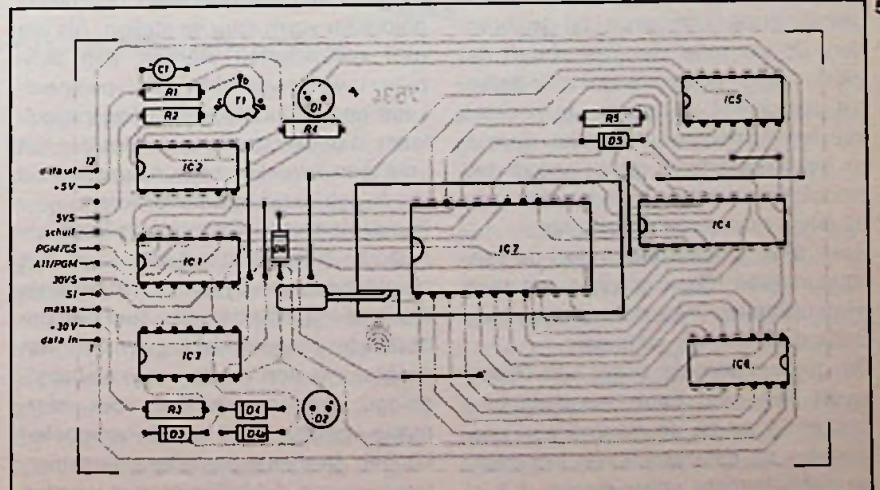 5
C1
R1
R2
T1
D1
R4
IC5
R5
D5
12
data uit
+5V
5VS
schuif
PGM/CS
A11/PGM
30VS
S1
massa
+30V
data in
1
IC2
IC1
IC3
IC7
IC4
IC6
R3
D4
D3
D2